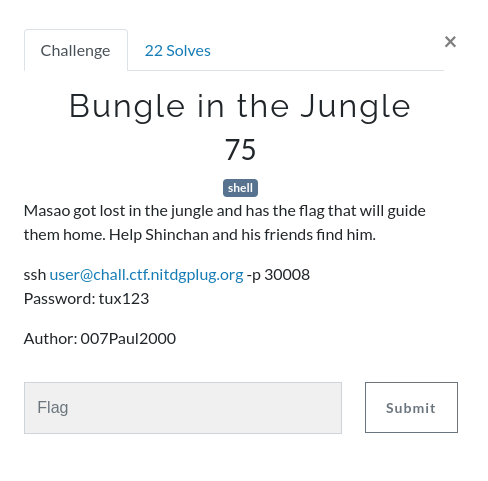 Challenge 22 Solves ×
Bungle in the Jungle
75
shell
Masao got lost in the jungle and has the flag that will guide
them home. Help Shinchan and his friends find him.
ssh user@chall.ctf.nitdgplug.org -p 30008
Password: tux123
Author: 007Paul2000
Flag Submit